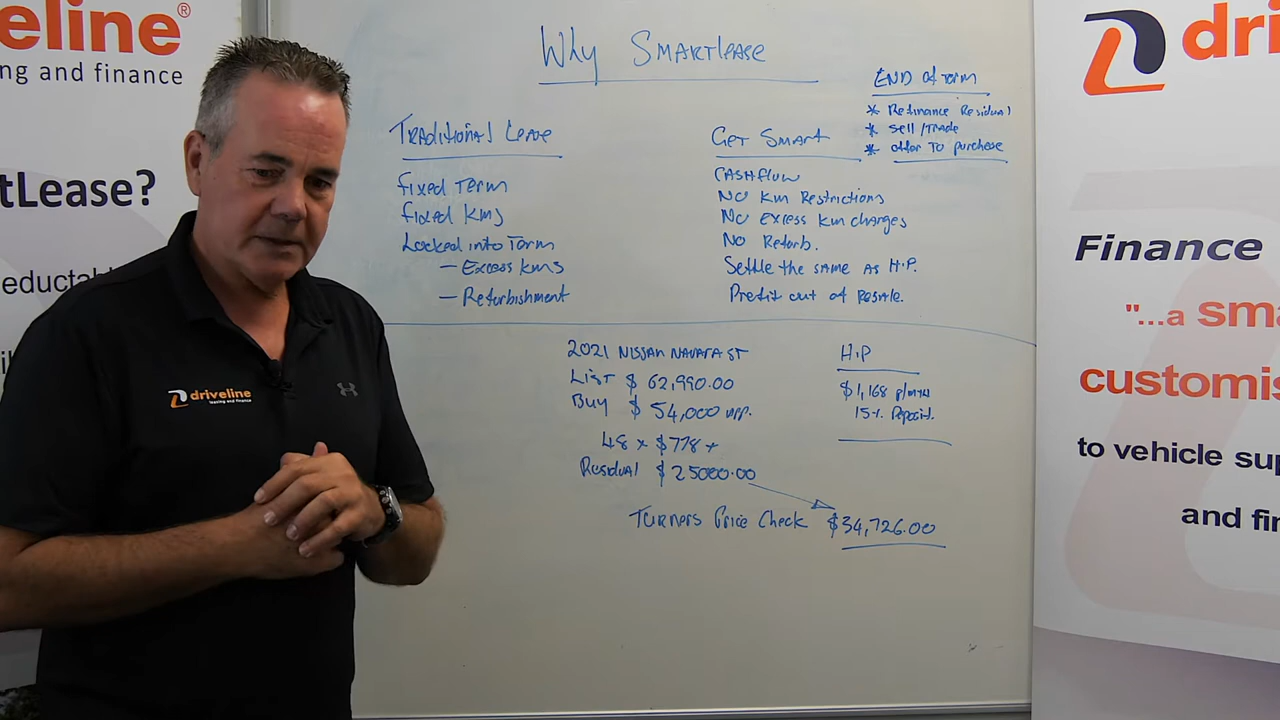 eline®
ng and finance
tLease?
eductabl
driveline
leasing and finance
Why SmartLease
END of Term
* Refinance Residual
* Sell/Trade
* offer To purchase
Traditional Lease
fixed Term
fixed Kms
Locked into Term
— Excess Kms
— Refurbishment
Get Smart
Cashflow
No Km Restrictions
No Excess Km charges
No Refurb.
Settle the same as H.P.
Profit out of Resale.
2021 Nissan Navara ST
List $ 62,990.00
Buy $ 54,000 app.
48 x $778 +
Residual $ 25000.00
Turners Price Check $34,726.00
H.P
$1,168 p/mth
15% Deposit.
dri
Finance
"...a sma
customis
to vehicle sup
and fin